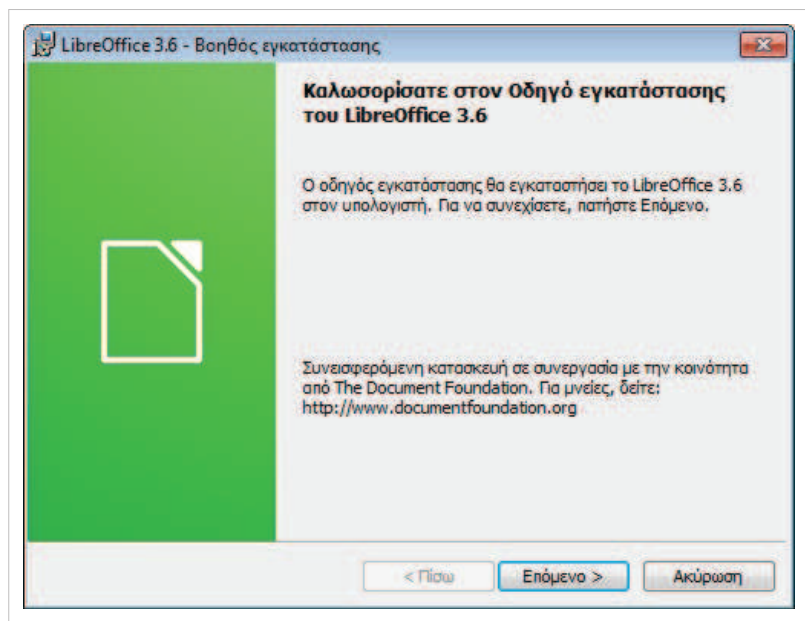 LibreOffice 3.6 - Βοηθός εγκατάστασης
Καλωσορίσατε στον Οδηγό εγκατάστασης
του LibreOffice 3.6
Ο οδηγός εγκατάστασης θα εγκαταστήσει το LibreOffice 3.6
στον υπολογιστή. Για να συνεχίσετε, πατήστε Επόμενο.
Συνεισφερόμενη κατασκευή σε συνεργασία με την κοινότητα
από The Document Foundation. Για μνείες, δείτε:
http://www.documentfoundation.org
< Πίσω
Επόμενο >
Ακύρωση